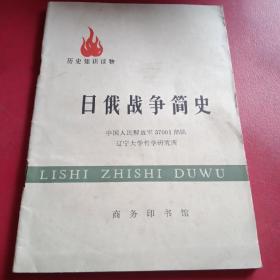 历史知识读物
日俄战争简史
中国人民解放军57001部队
辽宁大学哲学研究所
LISHI ZHISHI DUWU
商务印书馆